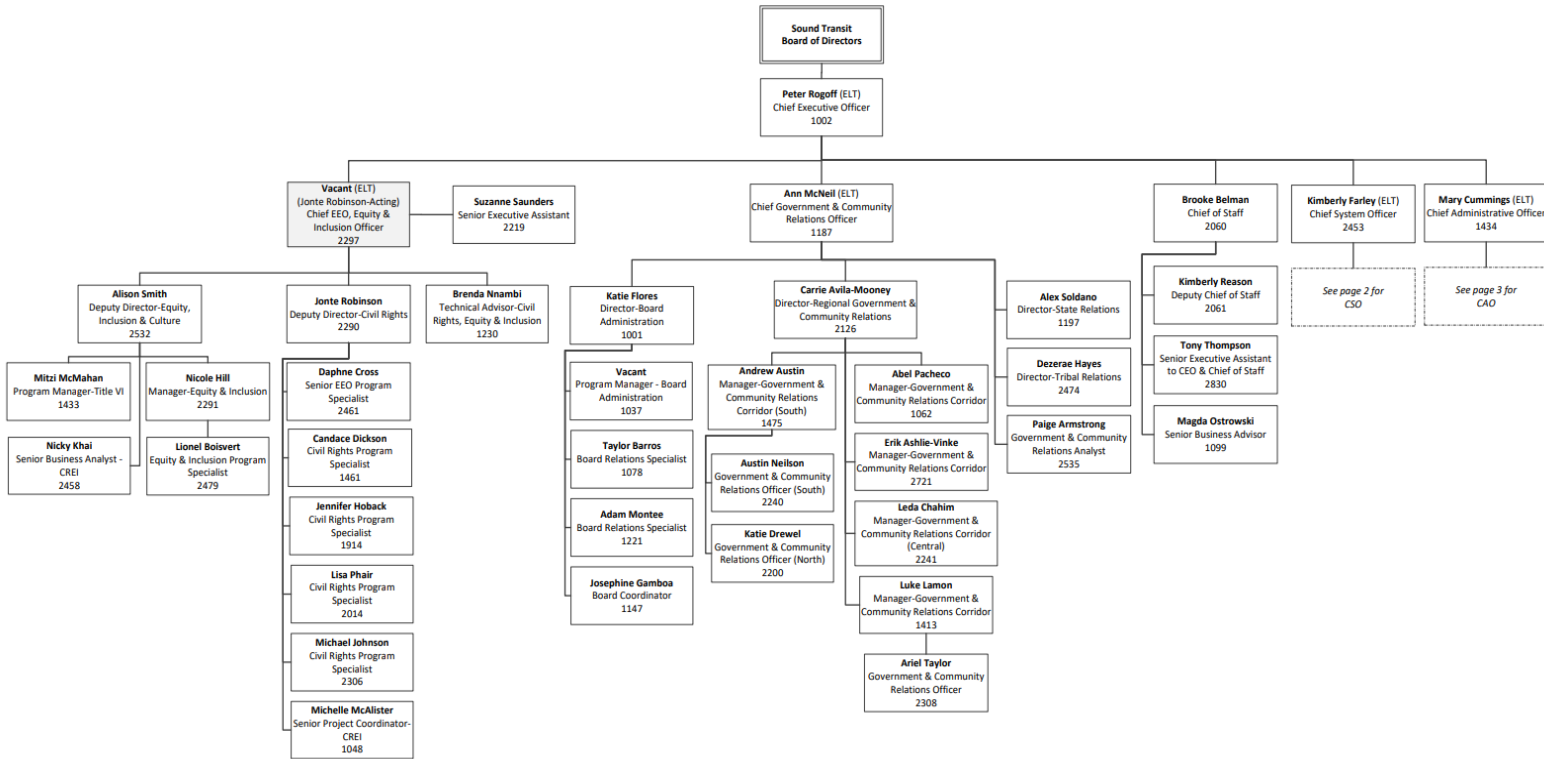 Sound Transit
Board of Directors
Peter Rogoff (ELT)
Chief Executive Officer
1002
Vacant (ELT)
(Jonte Robinson-Acting)
Chief EEO, Equity &
Inclusion Officer
2297
Suzanne Saunders
Senior Executive Assistant
2219
Ann McNeil (ELT)
Chief Government & Community
Relations Officer
1187
Brooke Belman
Chief of Staff
2060
Kimberly Farley (ELT)
Chief System Officer
2453
Mary Cummings (ELT)
Chief Administrative Officer
1434
Alison Smith
Deputy Director-Equity,
Inclusion & Culture
2532
Jonte Robinson
Deputy Director-Civil Rights
2290
Brenda Nnambi
Technical Advisor-Civil
Rights, Equity & Inclusion
1230
Katie Flores
Director-Board
Administration
1001
Carrie Avila-Mooney
Director-Regional Government &
Community Relations
2126
Alex Soldano
Director-State Relations
1197
Kimberly Reason
Deputy Chief of Staff
2061
See page 2 for
CSO
See page 3 for
CAO
Mitzi McMahan
Program Manager-Title VI
1433
Nicole Hill
Manager-Equity & Inclusion
2291
Nicky Khai
Senior Business Analyst -
CREI
2458
Lionel Boisvert
Equity & Inclusion Program
Specialist
2479
Daphne Cross
Senior EEO Program
Specialist
2461
Candace Dickson
Civil Rights Program
Specialist
1461
Jennifer Hoback
Civil Rights Program
Specialist
1914
Lisa Phair
Civil Rights Program
Specialist
2014
Michael Johnson
Civil Rights Program
Specialist
2306
Michelle McAlister
Senior Project Coordinator-
CREI
1048
Vacant
Program Manager - Board
Administration
1037
Taylor Barros
Board Relations Specialist
1078
Adam Montee
Board Relations Specialist
1221
Josephine Gamboa
Board Coordinator
1147
Andrew Austin
Manager-Government &
Community Relations
Corridor (South)
1475
Austin Neilson
Government & Community
Relations Officer (South)
2240
Katie Drewel
Government & Community
Relations Officer (North)
2200
Abel Pacheco
Manager-Government &
Community Relations Corridor
1062
Erik Ashlie-Vinke
Manager-Government &
Community Relations Corridor
2721
Leda Chahim
Manager-Government &
Community Relations Corridor
(Central)
2241
Luke Lamon
Manager-Government &
Community Relations Corridor
1413
Ariel Taylor
Government & Community
Relations Officer
2308
Dezerae Hayes
Director-Tribal Relations
2474
Paige Armstrong
Government & Community
Relations Analyst
2535
Tony Thompson
Senior Executive Assistant
to CEO & Chief of Staff
2830
Magda Ostrowski
Senior Business Advisor
1099